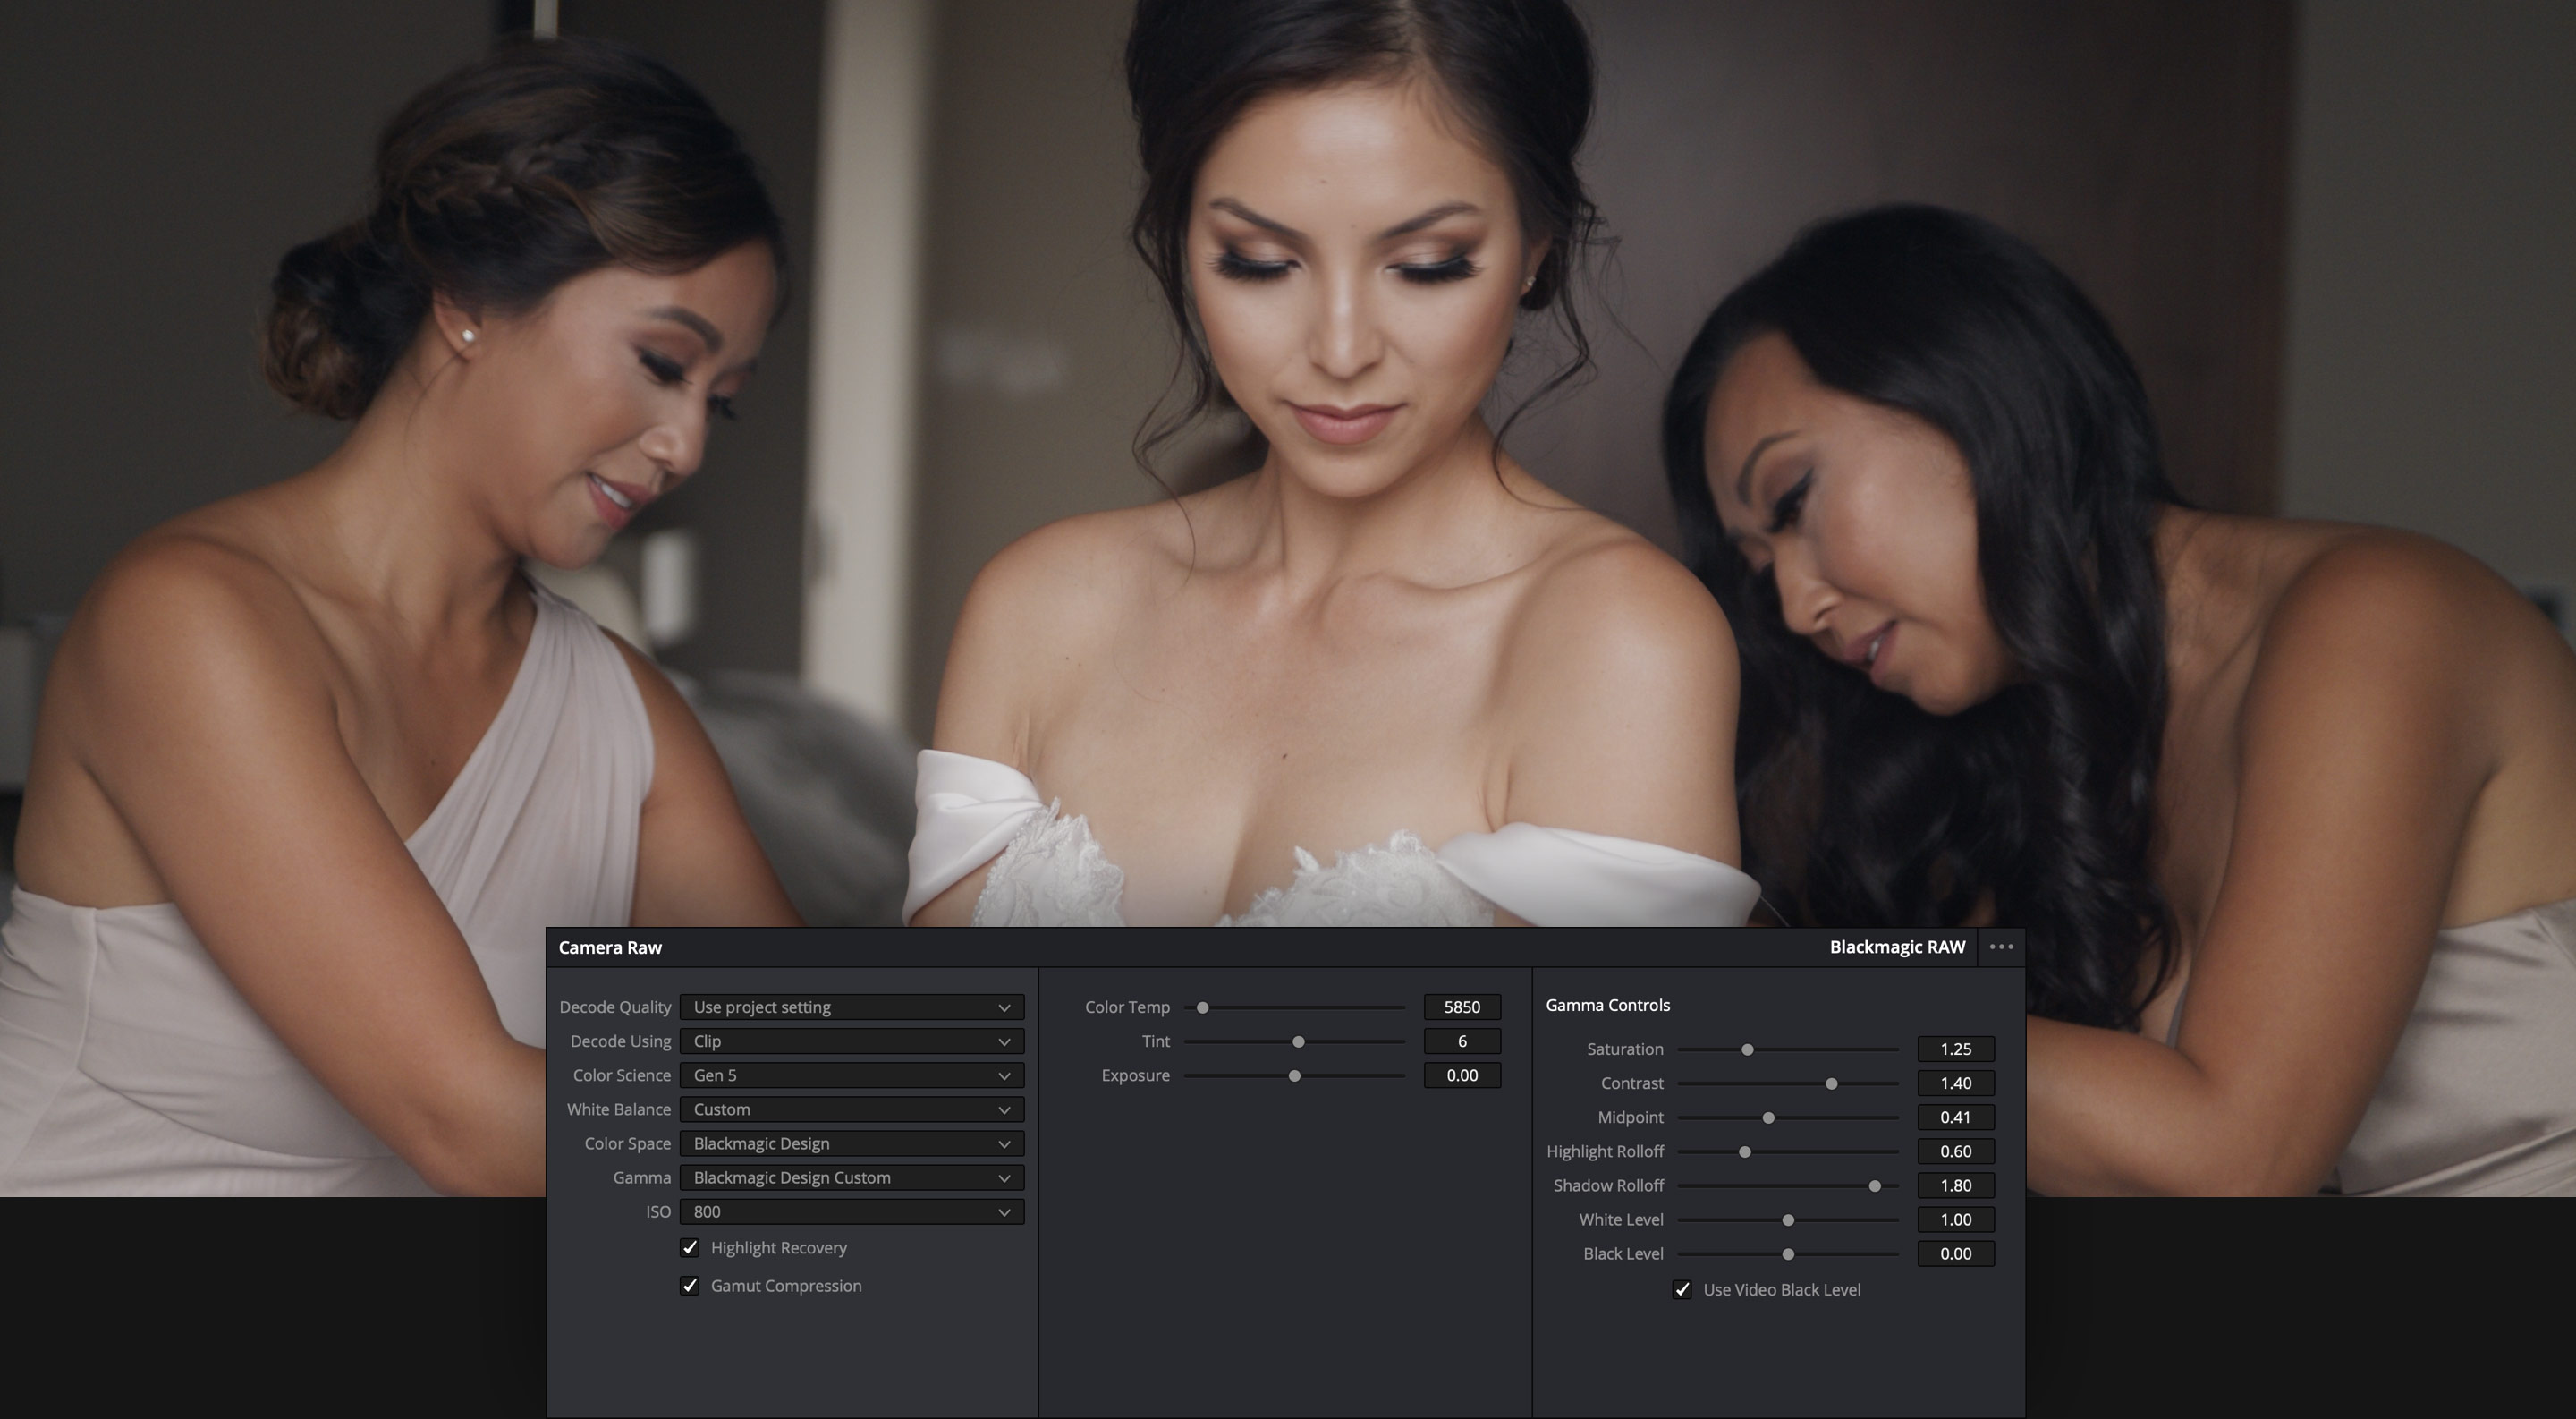 Camera Raw
Blackmagic RAW
Decode Quality Use project setting
Decode Using Clip
Color Science Gen 5
White Balance Custom
Color Space Blackmagic Design
Gamma Blackmagic Design Custom
ISO 800
Highlight Recovery
Gamut Compression
Color Temp 5850
Tint 6
Exposure 0.00
Gamma Controls
Saturation 1.25
Contrast 1.40
Midpoint 0.41
Highlight Rolloff 0.60
Shadow Rolloff 1.80
White Level 1.00
Black Level 0.00
Use Video Black Level